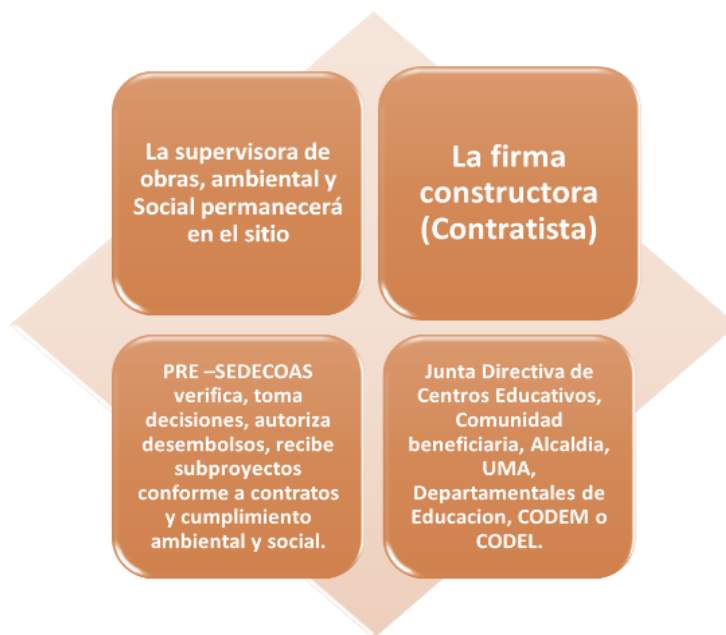 La supervisora de
obras, ambiental y
Social permanecerá
en el sitio
La firma
constructora
(Contratista)
PRE –SEDECOAS
verifica, toma
decisiones, autoriza
desembolsos, recibe
subproyectos
conforme a contratos
y cumplimiento
ambiental y social.
Junta Directiva de
Centros Educativos,
Comunidad
beneficiaria, Alcaldia,
UMA,
Departamentales de
Educacion, CODEM o
CODEL.